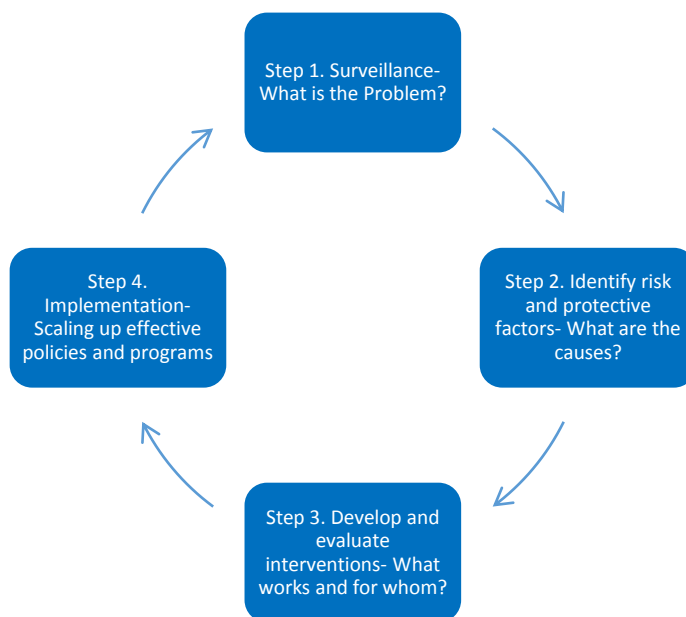 Step 1. Surveillance-
What is the Problem?
Step 2. Identify risk
and protective
factors- What are the
causes?
Step 3. Develop and
evaluate
interventions- What
works and for whom?
Step 4.
Implementation-
Scaling up effective
policies and programs